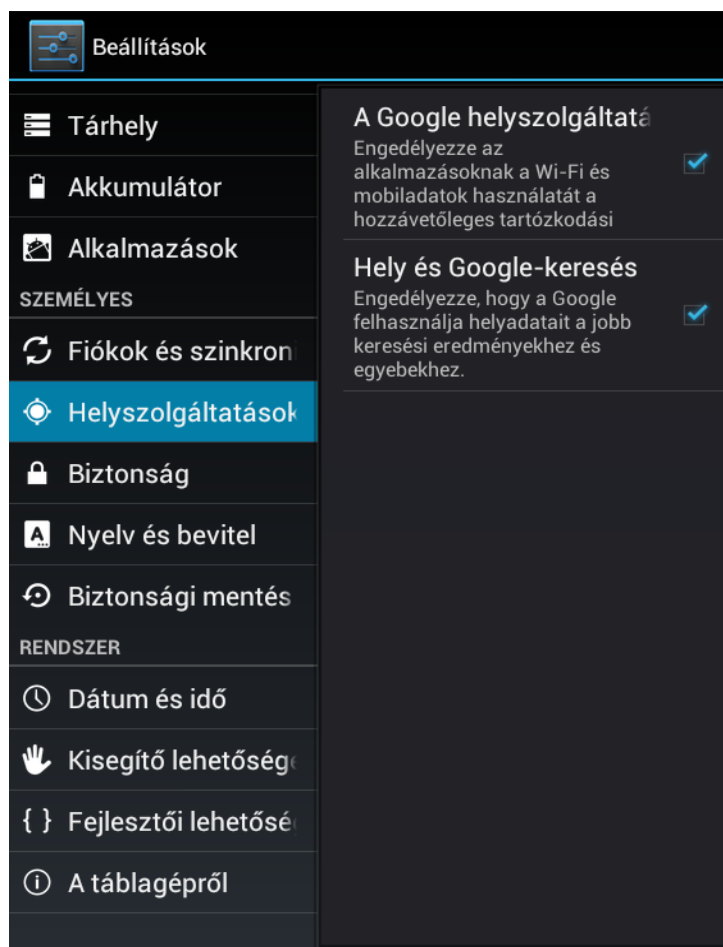 Beállítások
Tárhely
Akkumulátor
Alkalmazások
SZEMÉLYES
Fiókok és szinkroni
Helyszolgáltatások
Biztonság
Nyelv és bevitel
Biztonsági mentés
RENDSZER
Dátum és idő
Kisegítő lehetősége
Fejlesztői lehetősé
A táblagépről
A Google helyszolgáltatá
Engedélyezze az
alkalmazásoknak a Wi-Fi és
mobiladatok használatát a
hozzávetőleges tartózkodási
Hely és Google-keresés
Engedélyezze, hogy a Google
felhasználja helyadatait a jobb
keresési eredményekhez és
egyebekhez.